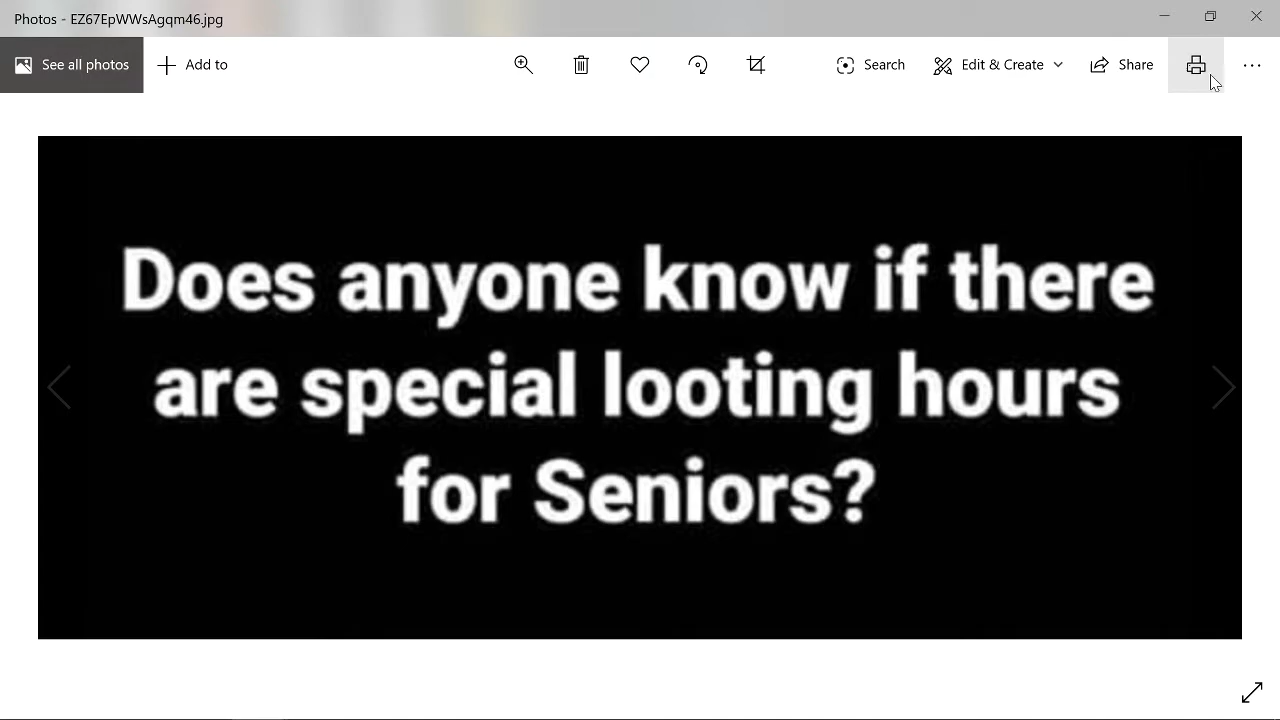 Photos - EZ67EpWWsAgqm46.jpg
See all photos
Add to
Search
Edit & Create
Share
Does anyone know if there
are special looting hours
for Seniors?